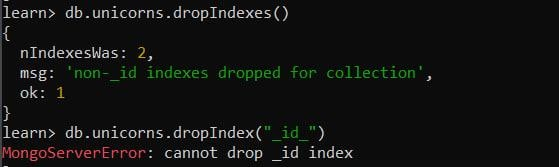 learn> db.unicorns.dropIndexes()
{
  nIndexesWas: 2,
  msg: 'non-_id indexes dropped for collection',
  ok: 1
}
learn> db.unicorns.dropIndex("_id_")
MongoServerError: cannot drop _id index